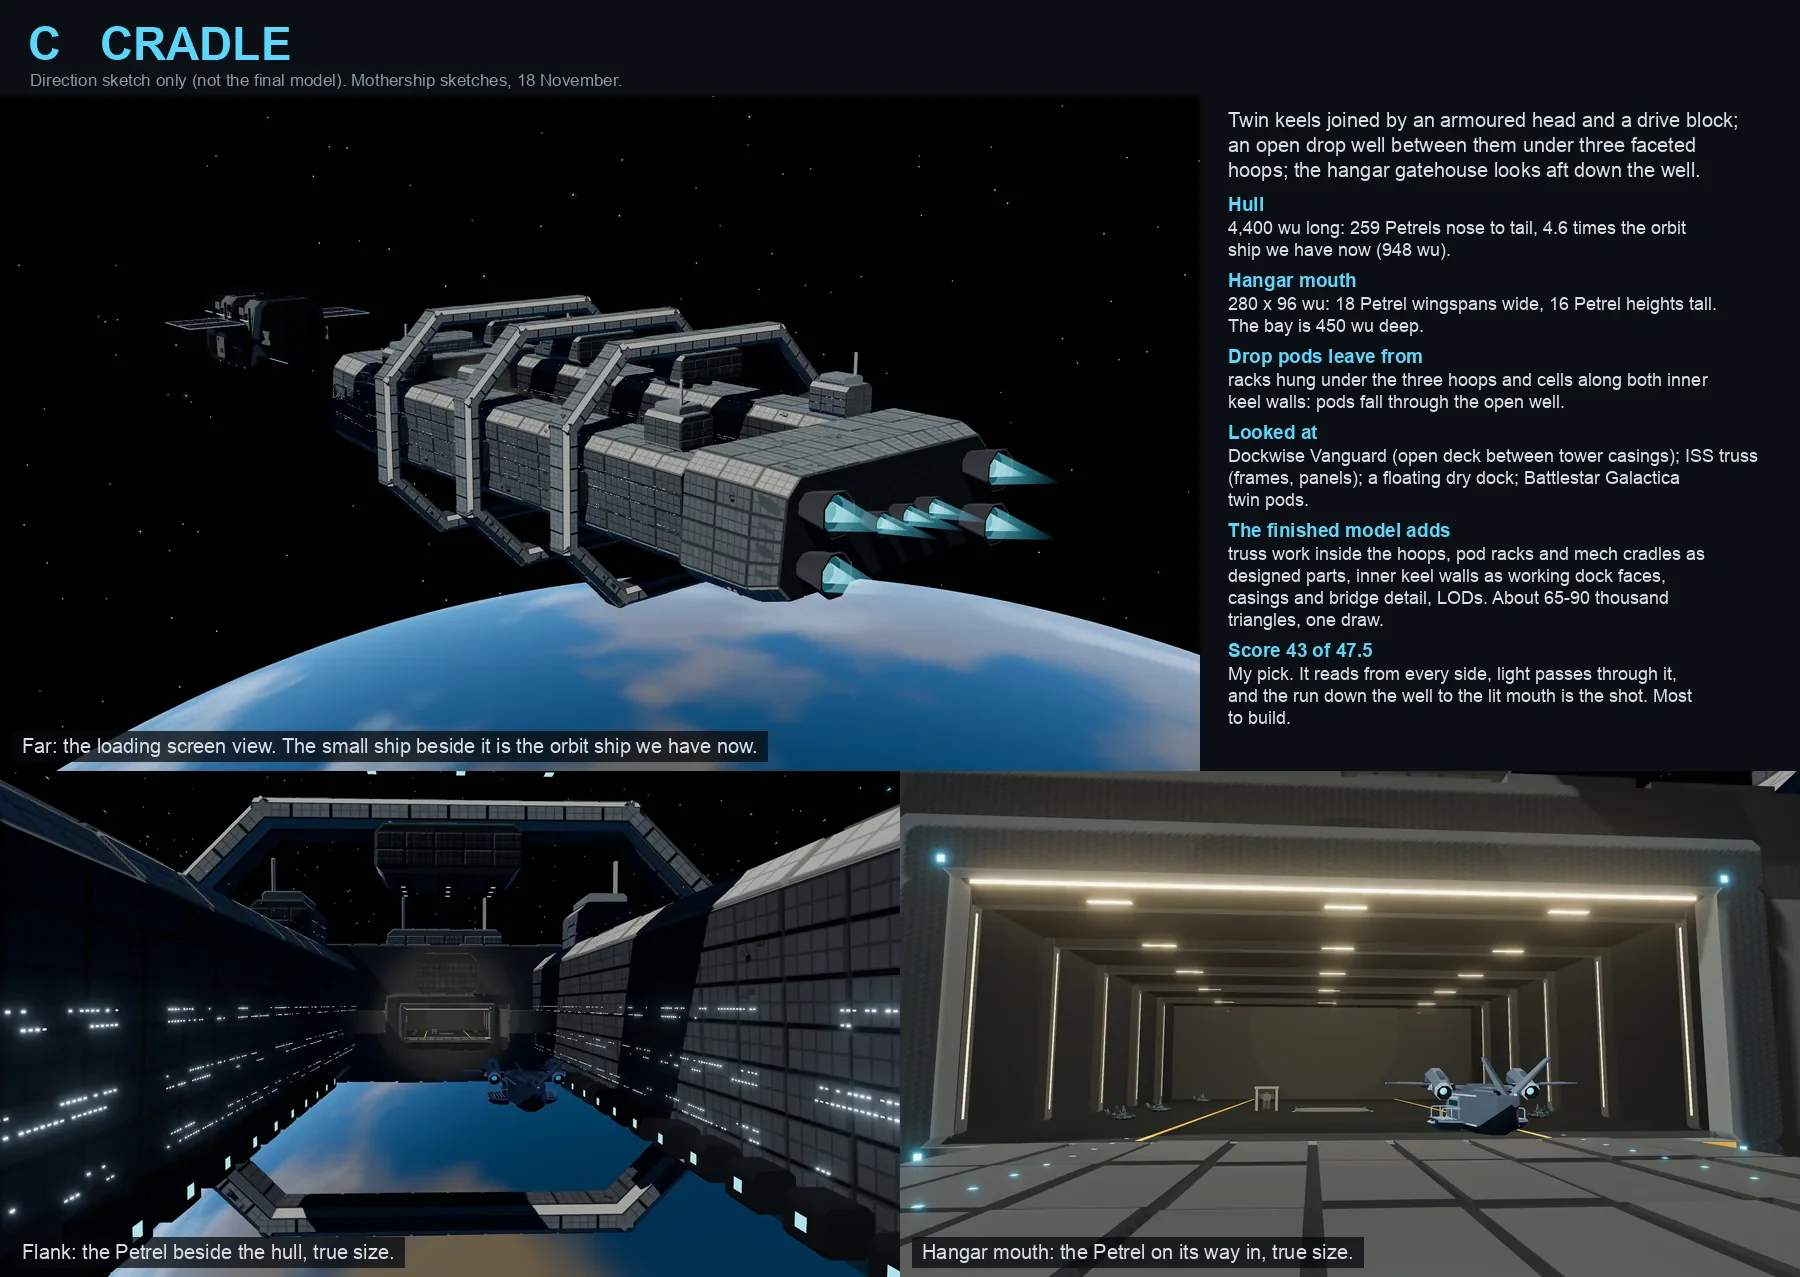 C CRADLE
Direction sketch only (not the final model). Mothership sketches, 18 November.
Twin keels joined by an armoured head and a drive block;
an open drop well between them under three faceted
hoops; the hangar gatehouse looks aft down the well.
Hull
4,400 wu long: 259 Petrels nose to tail, 4.6 times the orbit
ship we have now (948 wu).
Hangar mouth
280 x 96 wu: 18 Petrel wingspans wide, 16 Petrel heights tall.
The bay is 450 wu deep.
Drop pods leave from
racks hung under the three hoops and cells along both inner
keel walls: pods fall through the open well.
Looked at
Dockwise Vanguard (open deck between tower casings); ISS truss
(frames, panels); a floating dry dock; Battlestar Galactica
twin pods.
The finished model adds
truss work inside the hoops, pod racks and mech cradles as
designed parts, inner keel walls as working dock faces,
casings and bridge detail, LODs. About 65-90 thousand
triangles, one draw.
Score 43 of 47.5
My pick. It reads from every side, light passes through it,
and the run down the well to the lit mouth is the shot. Most
to build.
Far: the loading screen view. The small ship beside it is the orbit ship we have now.
Flank: the Petrel beside the hull, true size.
Hangar mouth: the Petrel on its way in, true size.